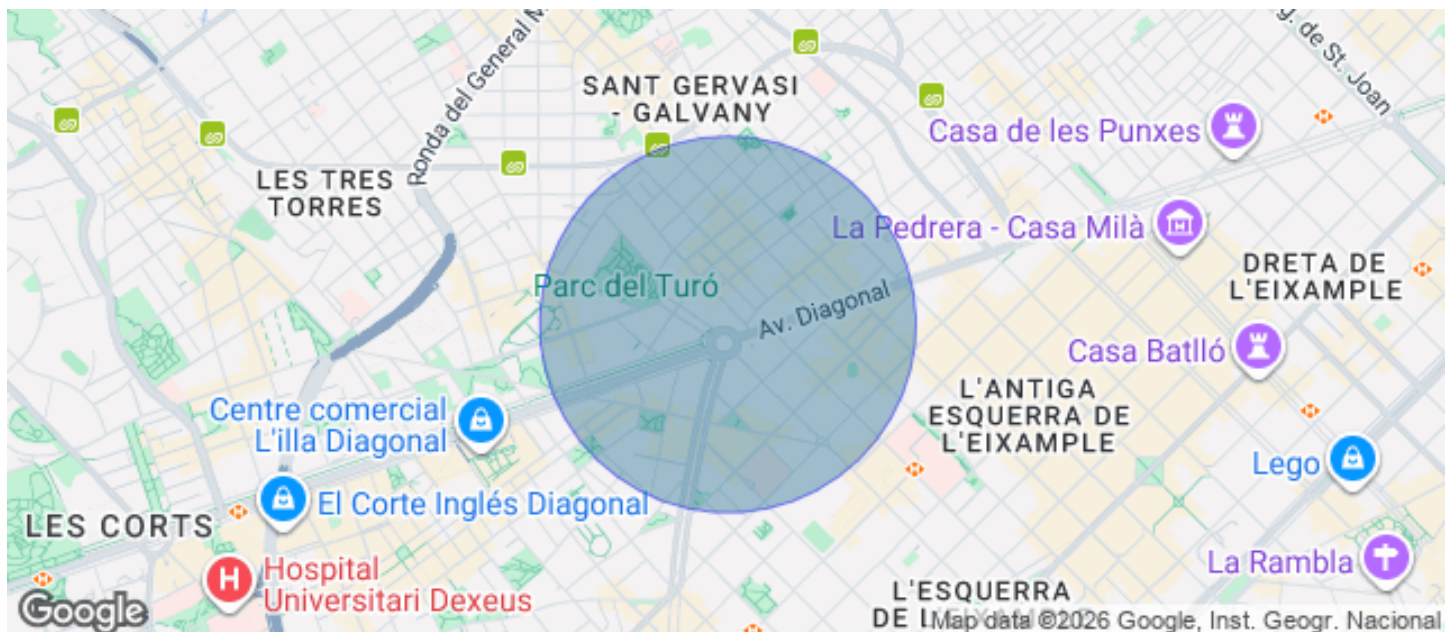 Ronda del General M
g. de St. Joan
SANT GERVASI
- GALVANY
Casa de les Punxes
LES TRES
TORRES
La Pedrera - Casa Milà
DRETA DE
L'EIXAMPLE
Parc del Turó
Av. Diagonal
Casa Batlló
L'ANTIGA
ESQUERRA DE
L'EIXAMPLE
Centre comercial
L'illa Diagonal
Lego
El Corte Inglés Diagonal
LES CORTS
La Rambla
H
Hospital
Universitari Dexeus
L'ESQUERRA
DE L
Google
Map data ©2026 Google, Inst. Geogr. Nacional